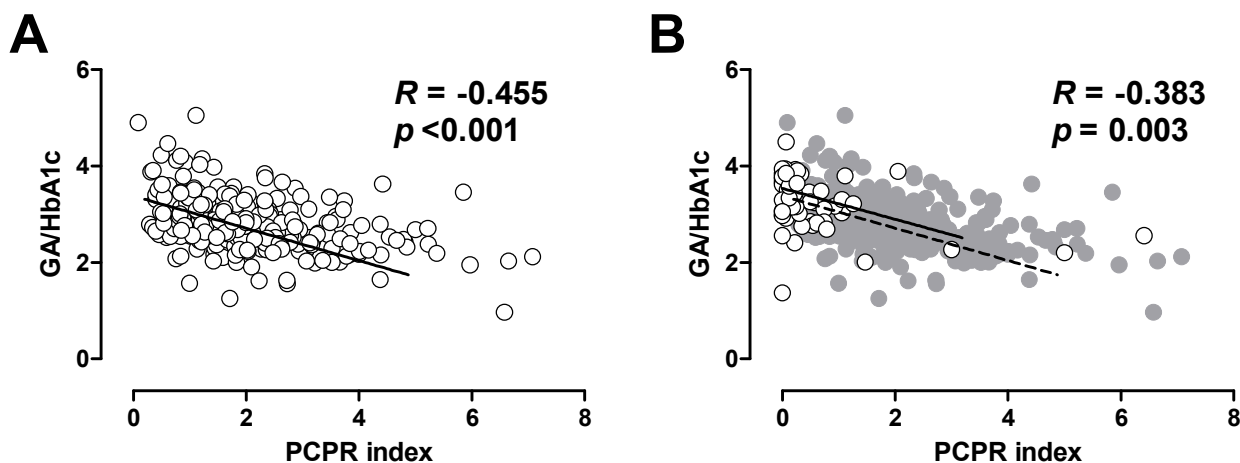 A
R = -0.455
p <0.001
6
4
2
0
GA/HbA1c
0 2 4 6 8
PCPR index
B
R = -0.383
p = 0.003
6
4
2
0
GA/HbA1c
0 2 4 6 8
PCPR index